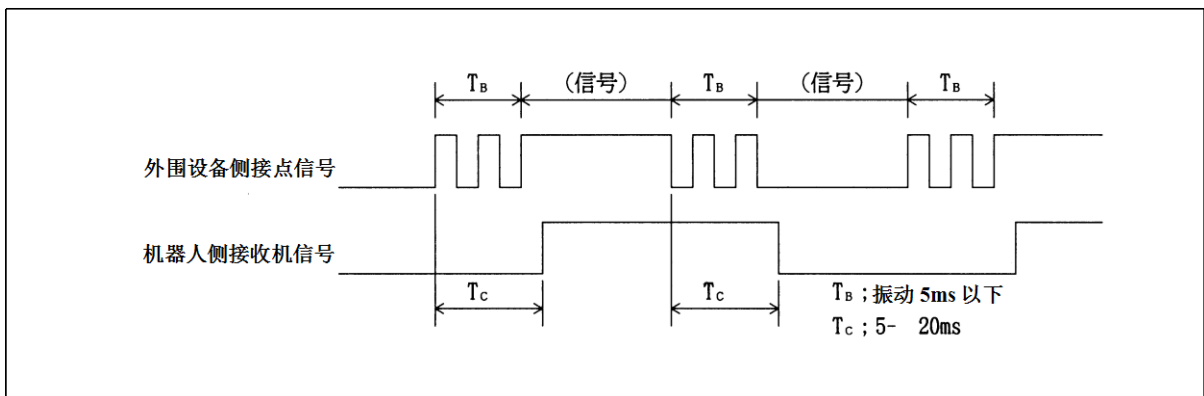 TB (信号) TB (信号) TB
外围设备侧接点信号
机器人侧接收机信号
TC TC
TB；振动 5ms 以下
TC；5- 20ms